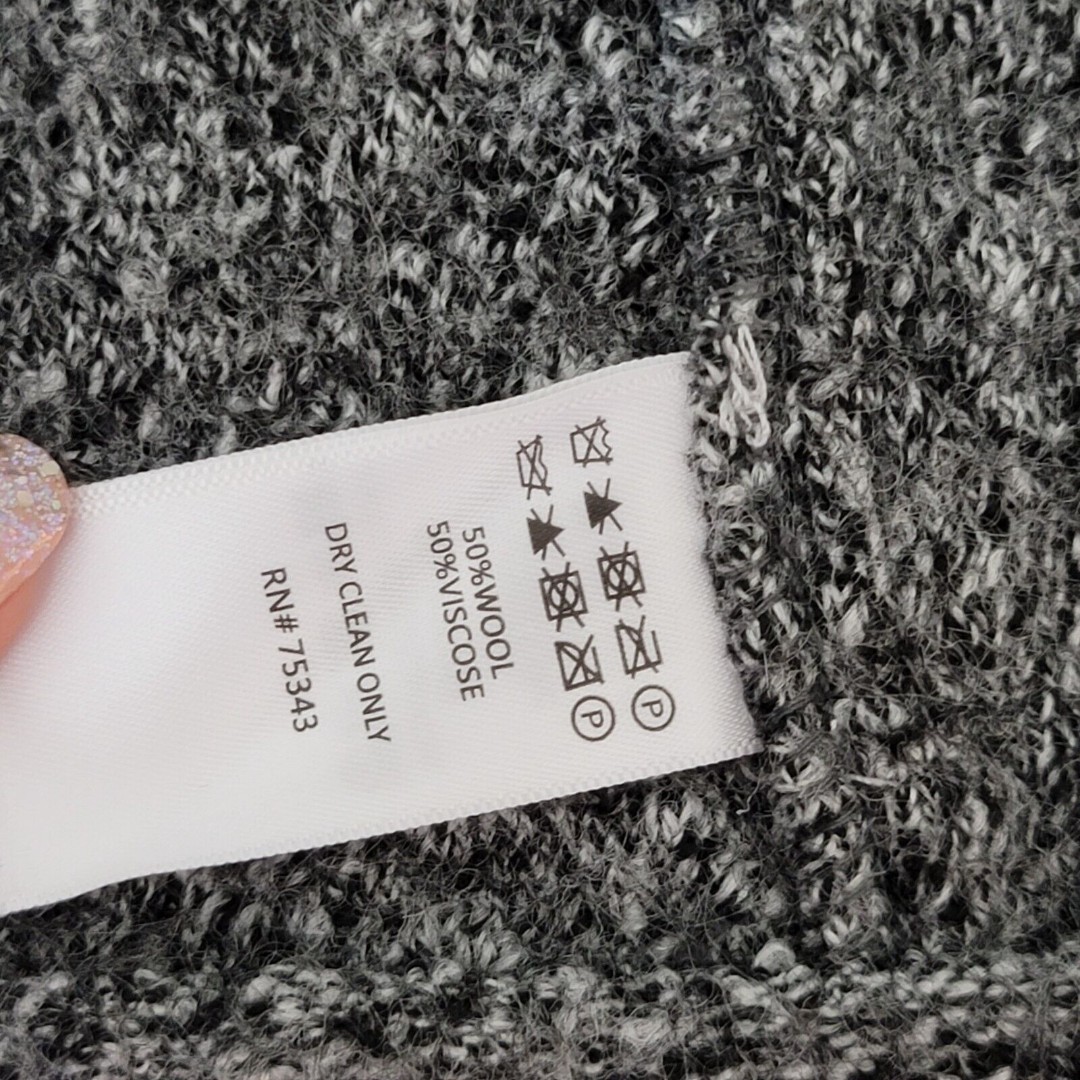 Ⓟ
Ⓟ
50%WOOL
50%VISCOSE
DRY CLEAN ONLY
RN# 75343